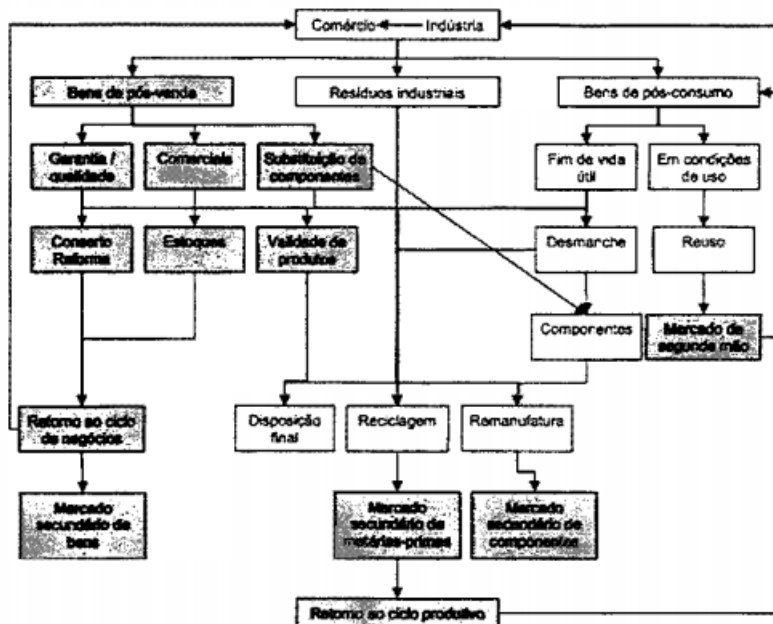 Comércio Indústria
Bens de pós-venda
Resíduos industriais
Bens de pós-consumo
Garantia /
qualidade
Comerciais
Substituição de
componentes
Fim de vida
útil
Em condições
de uso
Conserto
Reforma
Estoques
Validade de
produtos
Desmanche
Reuso
Componentes
Mercado de
segunda mão
Retorno ao ciclo
de negócios
Disposição
final
Reciclagem
Remanufatura
Mercado
secundário de
bens
Mercado
secundário de
matérias-primas
Mercado
secundário de
componentes
Retorno ao ciclo produtivo